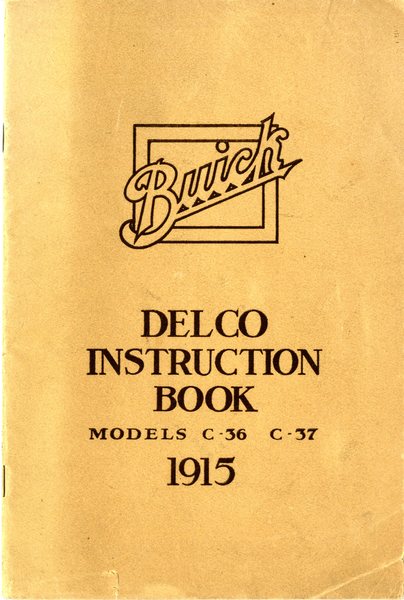 Buick
DELCO
INSTRUCTION
BOOK
MODELS C-36 C-37
1915